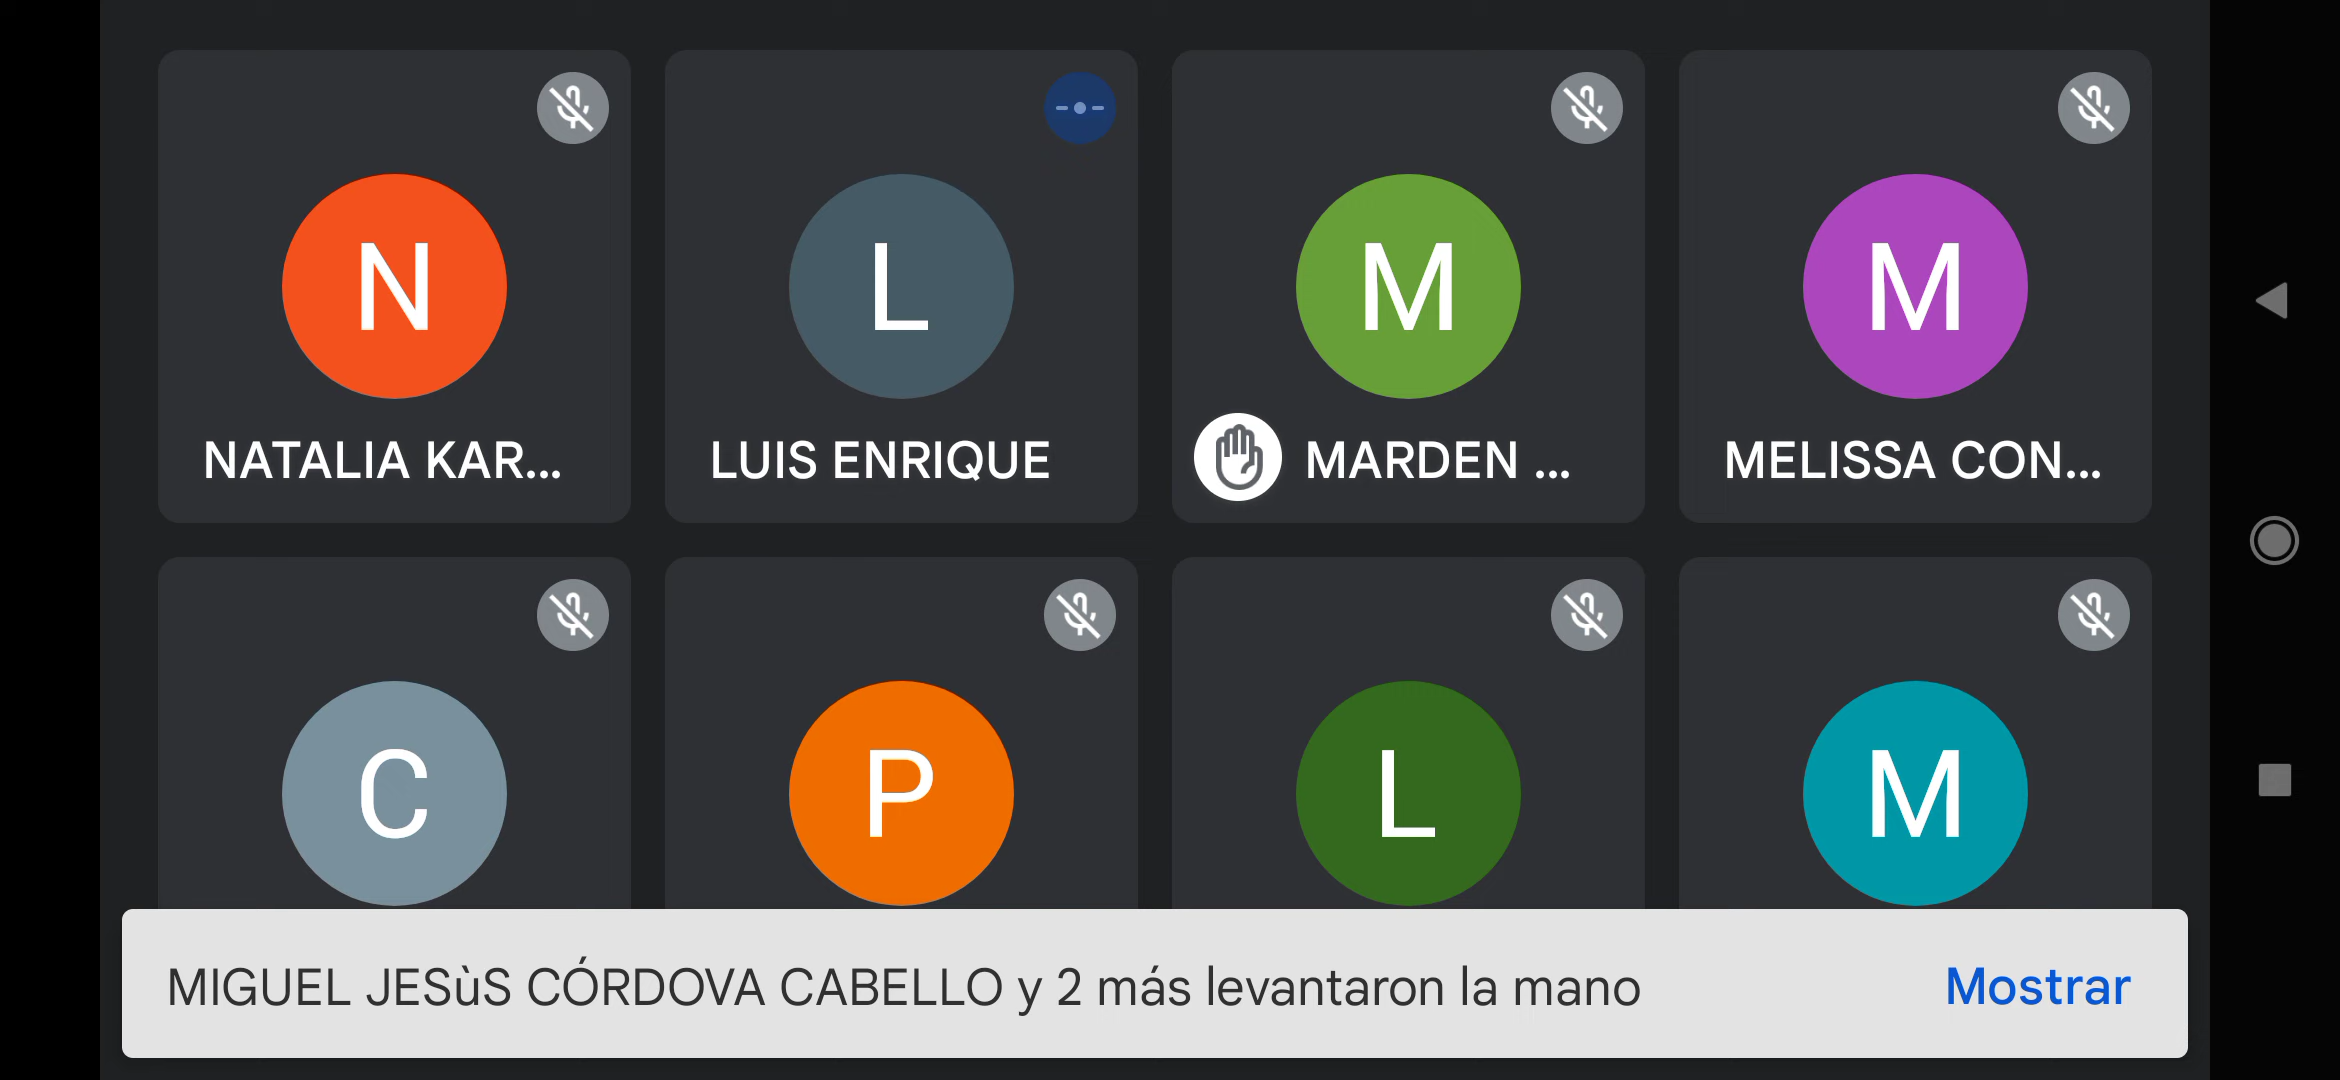 N
L
M
M
NATALIA KAR...
LUIS ENRIQUE
MARDEN ...
MELISSA CON...
C
P
L
M
MIGUEL JESùS CÓRDOVA CABELLO y 2 más levantaron la mano
Mostrar